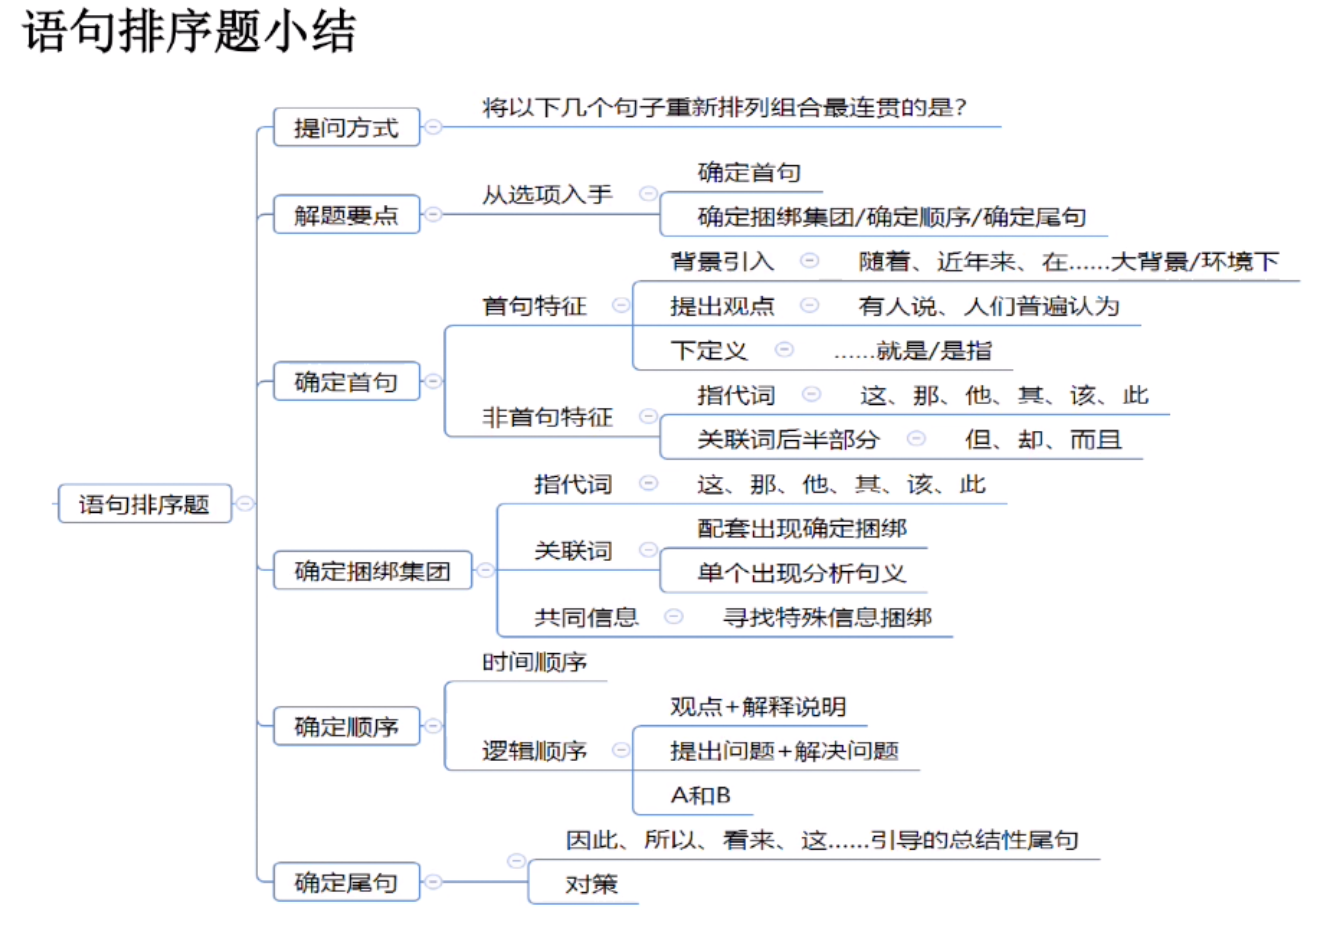 语句排序题小结
将以下几个句子重新排列组合最连贯的是?
提问方式
确定首句
从选项入手
解题要点
确定捆绑集团/确定顺序/确定尾句
背景引入 随着、近年来、在……大背景/环境下
首句特征 提出观点 有人说、人们普遍认为
下定义 ……就是/是指
确定首句
指代词 这、那、他、其、该、此
非首句特征
关联词后半部分 但、却、而且
指代词 这、那、他、其、该、此
语句排序题
配套出现确定捆绑
关联词
确定捆绑集团
单个出现分析句义
共同信息 寻找特殊信息捆绑
时间顺序
观点+解释说明
确定顺序
逻辑顺序 提出问题+解决问题
A和B
因此、所以、看来、这……引导的总结性尾句
确定尾句
对策